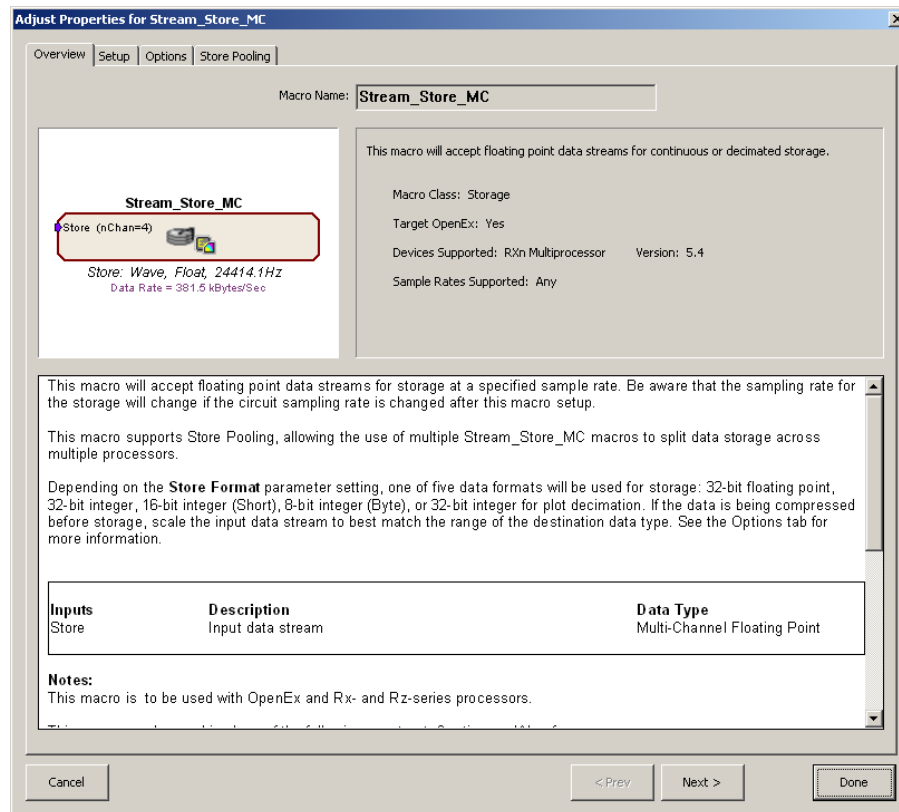 Adjust Properties for Stream_Store_MC
Overview
Setup
Options
Store Pooling
Macro Name:
Stream_Store_MC
Stream_Store_MC
Store (nChan=4)
Store: Wave, Float, 24414.1Hz
Data Rate = 381.5 kBytes/Sec
This macro will accept floating point data streams for continuous or decimated storage.
Macro Class: Storage
Target OpenEx: Yes
Devices Supported: RXn Multiprocessor Version: 5.4
Sample Rates Supported: Any
This macro will accept floating point data streams for storage at a specified sample rate. Be aware that the sampling rate for
the storage will change if the circuit sampling rate is changed after this macro setup.
This macro supports Store Pooling, allowing the use of multiple Stream_Store_MC macros to split data storage across
multiple processors.
Depending on the Store Format parameter setting, one of five data formats will be used for storage: 32-bit floating point,
32-bit integer, 16-bit integer (Short), 8-bit integer (Byte), or 32-bit integer for plot decimation. If the data is being compressed
before storage, scale the input data stream to best match the range of the destination data type. See the Options tab for
more information.
Inputs Description Data Type
Store Input data stream Multi-Channel Floating Point
Notes:
This macro is to be used with OpenEx and Rx- and Rz-series processors.
Cancel
< Prev
Next >
Done